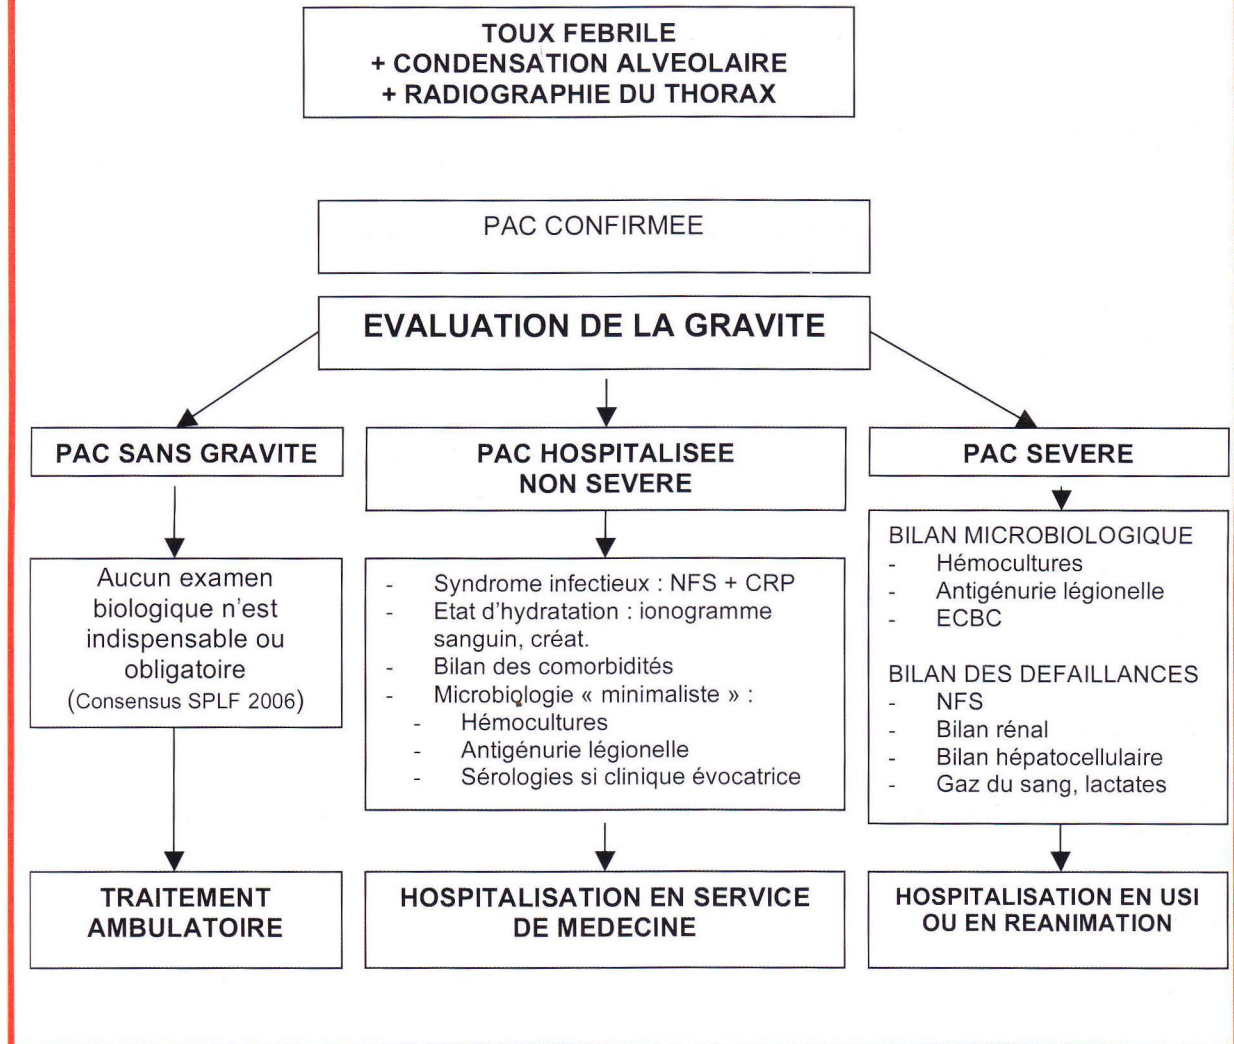 TOUX FEBRILE
+ CONDENSATION ALVEOLAIRE
+ RADIOGRAPHIE DU THORAX
PAC CONFIRMEE
EVALUATION DE LA GRAVITE
PAC SANS GRAVITE
Aucun examen
biologique n'est
indispensable ou
obligatoire
(Consensus SPLF 2006)
TRAITEMENT
AMBULATOIRE
PAC HOSPITALISEE
NON SEVERE
- Syndrome infectieux : NFS + CRP
- Etat d'hydratation : ionogramme
sanguin, créat.
- Bilan des comorbidités
- Microbiologie « minimaliste » :
- Hémocultures
- Antigénurie légionelle
- Sérologies si clinique évocatrice
HOSPITALISATION EN SERVICE
DE MEDECINE
PAC SEVERE
BILAN MICROBIOLOGIQUE
- Hémocultures
- Antigénurie légionelle
- ECBC
BILAN DES DEFAILLANCES
- NFS
- Bilan rénal
- Bilan hépatocellulaire
- Gaz du sang, lactates
HOSPITALISATION EN USI
OU EN REANIMATION